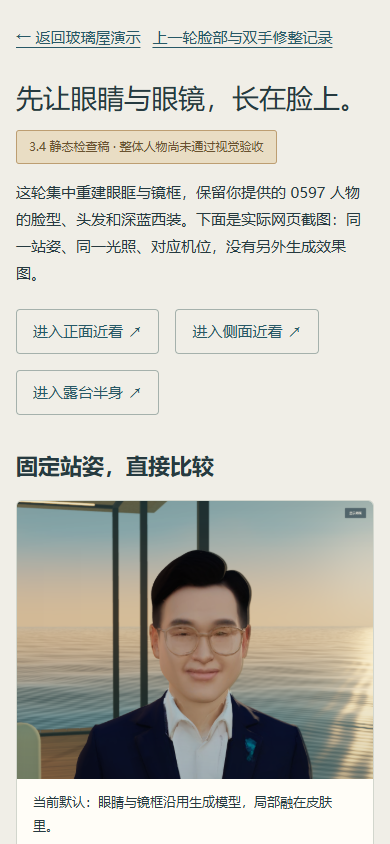 ← 返回玻璃屋演示 上一轮脸部与双手修整记录
先让眼睛与眼镜，长在脸上。
3.4 静态检查稿 · 整体人物尚未通过视觉验收
这轮集中重建眼眶与镜框，保留你提供的 0597 人物
的脸型、头发和深蓝西装。下面是实际网页截图：同
一站姿、同一光照、对应机位，没有另外生成效果
图。
进入正面近看 ↗ 进入侧面近看 ↗
进入露台半身 ↗
固定站姿，直接比较
当前默认：眼睛与镜框沿用生成模型，局部融在皮肤
里。